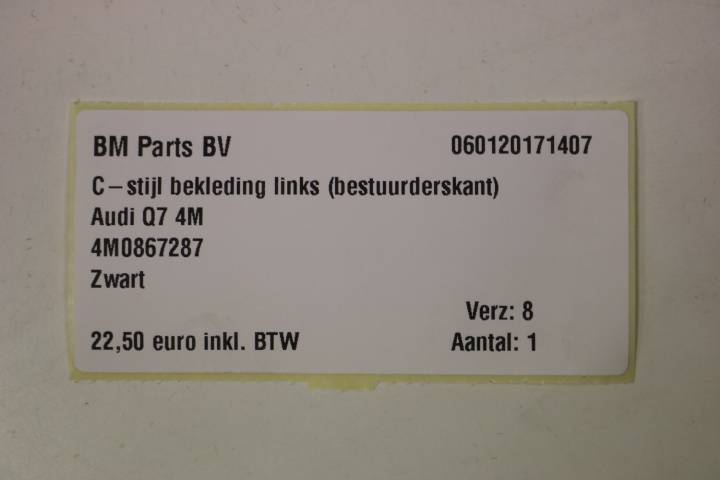 BM Parts BV 060120171407
C-stijl bekleding links (bestuurderskant)
Audi Q7 4M
4M0867287
Zwart
Verz: 8
22,50 euro inkl. BTW Aantal: 1